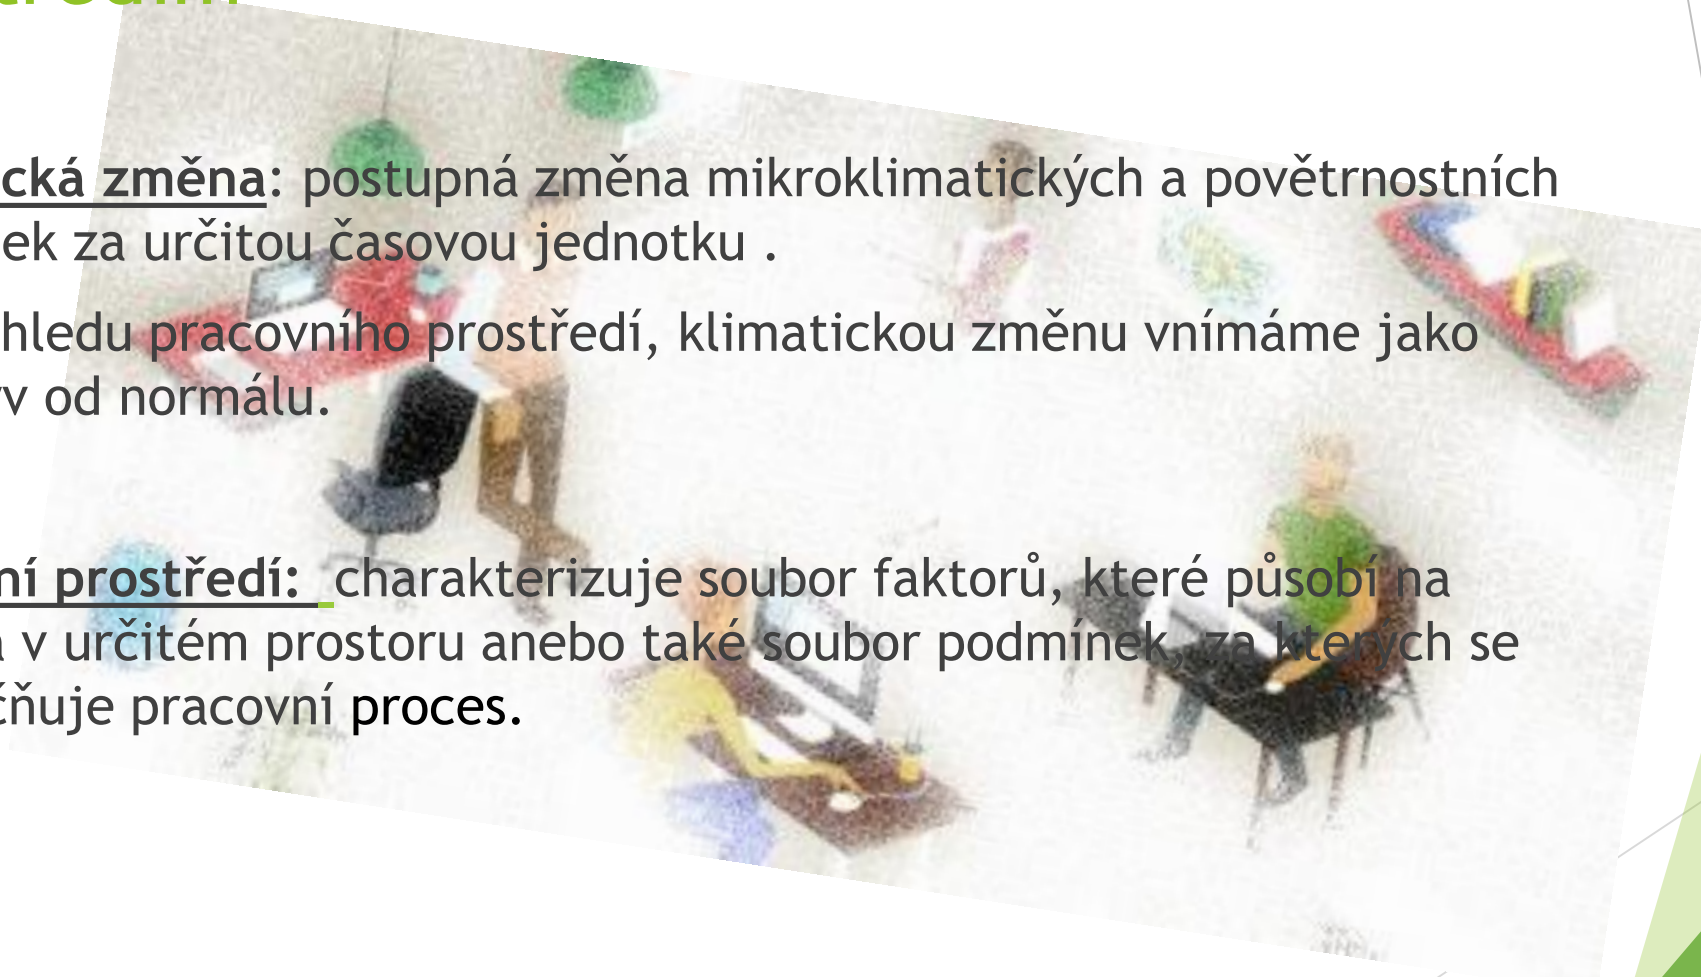 cká změna: postupná změna mikroklimatických a povětrnostních
ek za určitou časovou jednotku .
hledu pracovního prostředí, klimatickou změnu vnímáme jako
v od normálu.
ní prostředí: charakterizuje soubor faktorů, které působí na
v určitém prostoru anebo také soubor podmínek, za kterých se
čňuje pracovní proces.